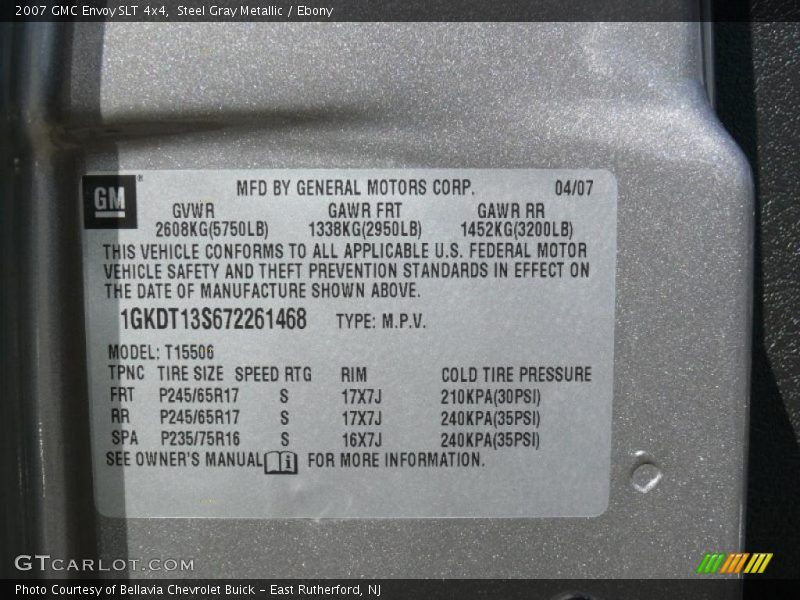 2007 GMC Envoy SLT 4x4, Steel Gray Metallic / Ebony
GM®
MFD BY GENERAL MOTORS CORP. 04/07
GVWR GAWR FRT GAWR RR
2608KG(5750LB) 1338KG(2950LB) 1452KG(3200LB)
THIS VEHICLE CONFORMS TO ALL APPLICABLE U.S. FEDERAL MOTOR
VEHICLE SAFETY AND THEFT PREVENTION STANDARDS IN EFFECT ON
THE DATE OF MANUFACTURE SHOWN ABOVE.
1GKDT13S672261468 TYPE: M.P.V.
MODEL: T15506
TPNC TIRE SIZE SPEED RTG RIM COLD TIRE PRESSURE
FRT P245/65R17 S 17X7J 210KPA(30PSI)
RR P245/65R17 S 17X7J 240KPA(35PSI)
SPA P235/75R16 S 16X7J 240KPA(35PSI)
SEE OWNER'S MANUAL i FOR MORE INFORMATION.
GTCARLOT.COM
Photo Courtesy of Bellavia Chevrolet Buick - East Rutherford, NJ